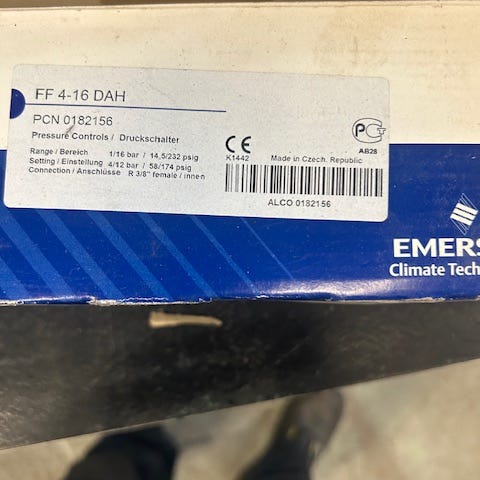 FF 4-16 DAH
PCN 0182156
Pressure Controls / Druckschalter
Range / Bereich 1/16 bar / 14,5/232 psig
Setting / Einstellung 4/12 bar / 58/174 psig
Connection / Anschlüsse R 3/8" female / innen
CE
K1442
Made in Czech. Republic
AB28
ALCO 0182156
EMERS
Climate Tech